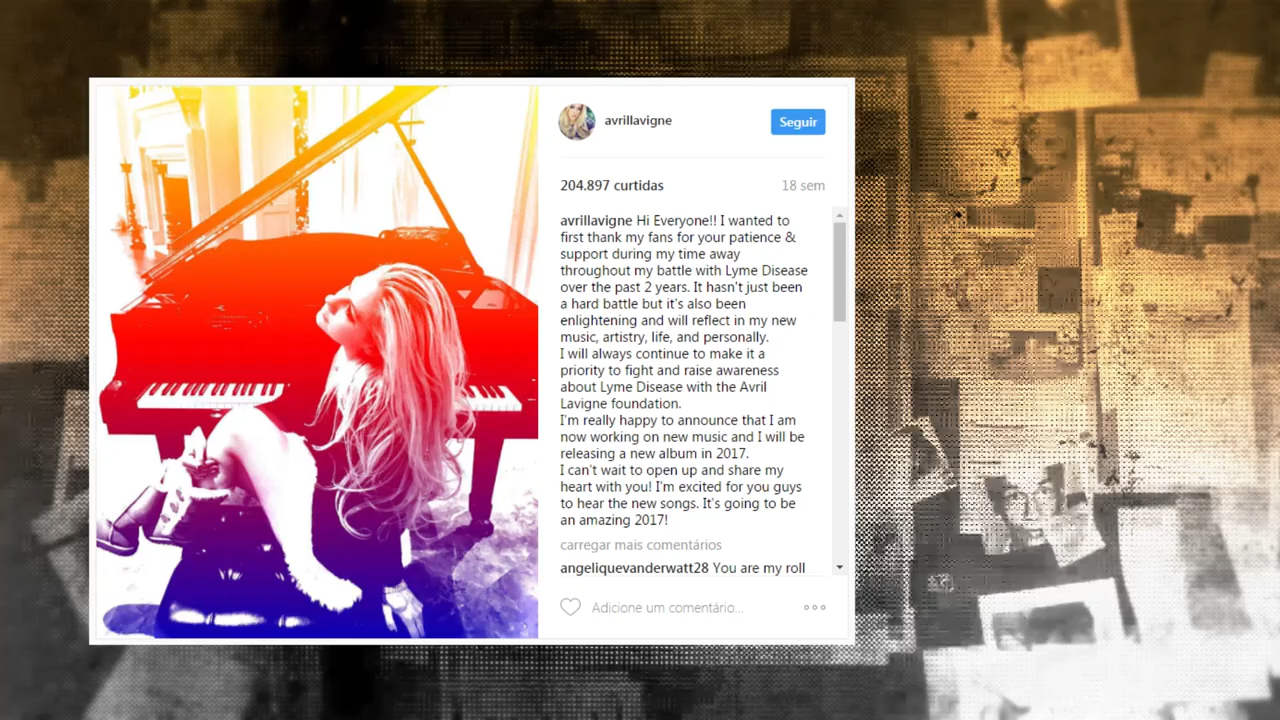 avrillavigne
Seguir
204.897 curtidas
18 sem
avrillavigne Hi Everyone!! I wanted to
first thank my fans for your patience &
support during my time away
throughout my battle with Lyme Disease
over the past 2 years. It hasn't just been
a hard battle but it's also been
enlightening and will reflect in my new
music, artistry, life, and personally.
I will always continue to make it a
priority to fight and raise awareness
about Lyme Disease with the Avril
Lavigne foundation.
I'm really happy to announce that I am
now working on new music and I will be
releasing a new album in 2017.
I can't wait to open up and share my
heart with you! I'm excited for you guys
to hear the new songs. It's going to be
an amazing 2017!
carregar mais comentários
angeliquevanderwatt28 You are my roll
Adicione um comentário...